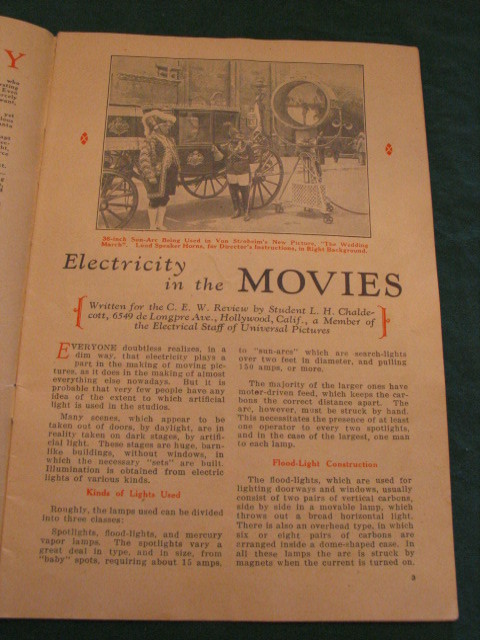 Y
who
want,
yet
36-inch Sun-Arc Being Used in Von Stroheim's New Picture, "The Wedding
March". Loud Speaker Horns, for Director's Instructions, in Right Background.
Electricity
in the MOVIES
Written for the C. E. W. Review by Student L. H. Chalde-
cott, 6549 de Longpre Ave., Hollywood, Calif., a Member of
the Electrical Staff of Universal Pictures
EVERYONE doubtless realises, in a
dim way, that electricity plays a
part in the making of moving pic-
tures, as it does in the making of almost
everything else nowadays. But it is
probable that very few people have any
idea of the extent to which artificial
light is used in the studios.
Many scenes, which appear to be
taken out of doors, by daylight, are in
reality taken on dark stages, by artifi-
cial light. These stages are huge, barn-
like buildings, without windows, in
which the necessary "sets" are built.
Illumination is obtained from electric
lights of various kinds.
Kinds of Lights Used
Roughly, the lamps used can be divided
into three classes:
Spotlights, flood-lights, and mercury
vapor lamps. The spotlights vary a
great deal in type, and in size, from
"baby" spots, requiring about 15 amps.
to "sun-arcs" which are search-lights
over two feet in diameter, and pulling
150 amps, or more.
The majority of the larger ones have
motor-driven feed, which keeps the car-
bons the correct distance apart. The
arc, however, must be struck by hand.
This necessitates the presence of at least
one operator to every two spotlights,
and in the case of the largest, one man
to each lamp.
Flood-Light Construction
The flood-lights, which are used for
lighting doorways and windows, usually
consist of two pairs of vertical carbons,
side by side in a movable lamp, which
throws out a broad horizontal light.
There is also an overhead type, in which
six or eight pairs of carbons are
arranged inside a dome-shaped case. In
all these lamps the arc is struck by
magnets when the current is turned on.
3